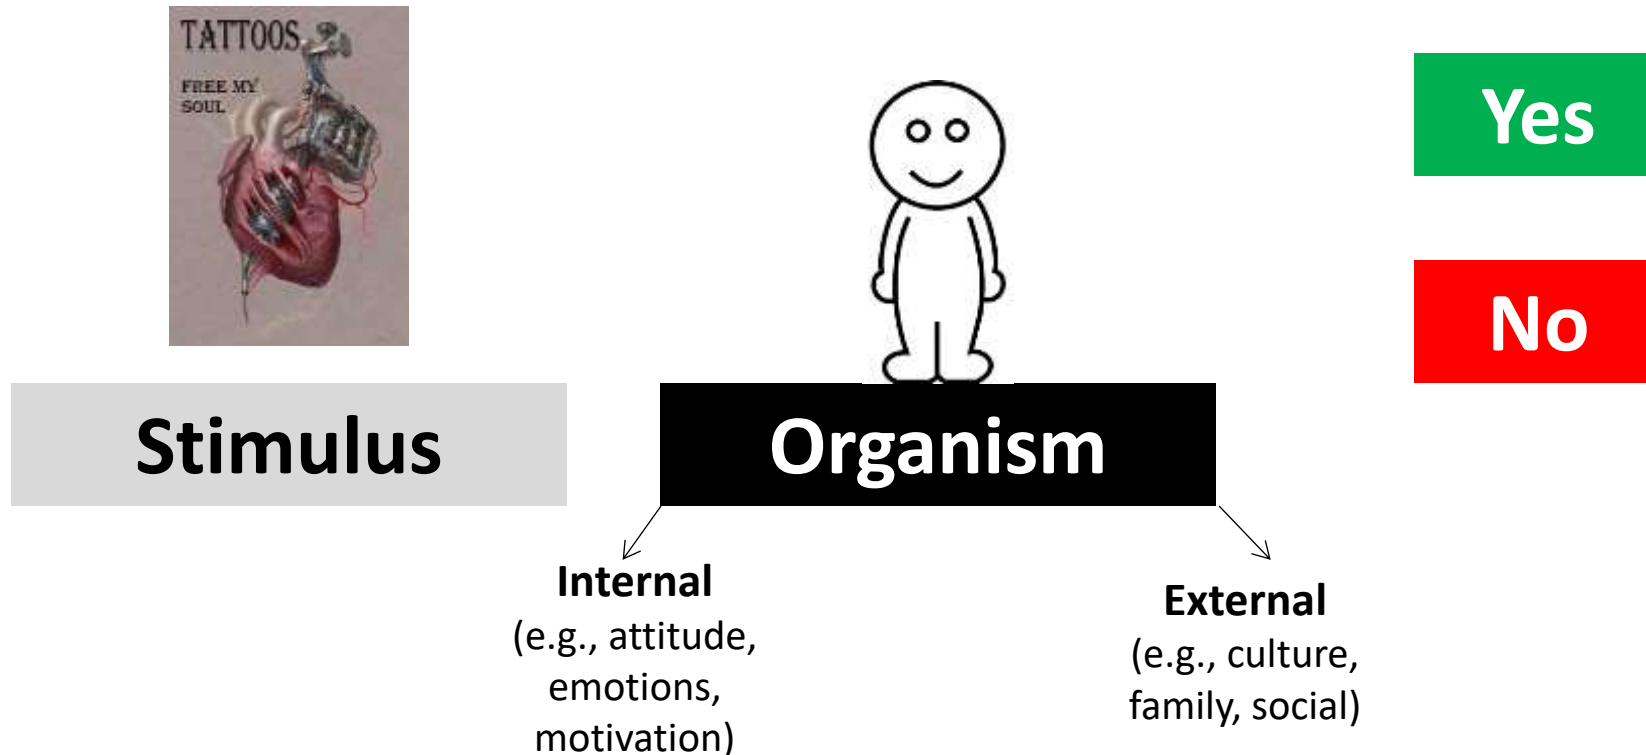 TATTOOS
FREE MY
SOUL
Yes
No
Stimulus
Organism
Internal
(e.g., attitude,
emotions,
motivation)
External
(e.g., culture,
family, social)